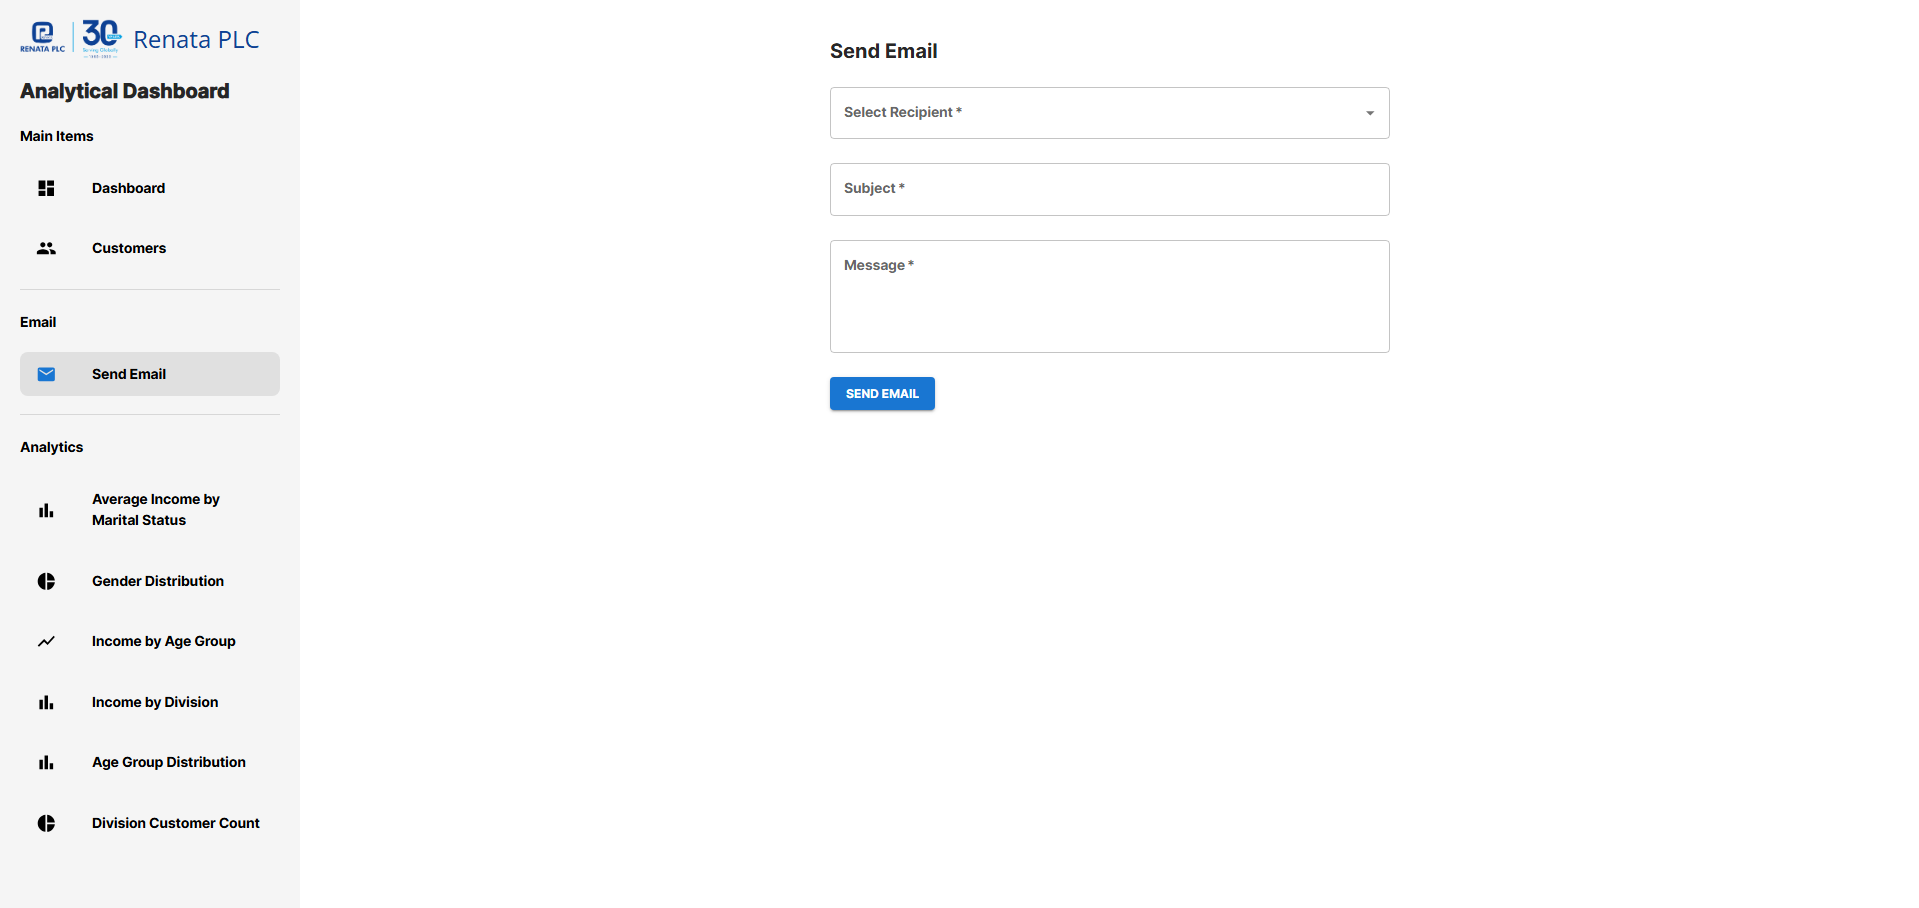 RENATA PLC
30
Renata PLC
Analytical Dashboard
Main Items
Dashboard
Customers
Email
Send Email
Analytics
Average Income by
Marital Status
Gender Distribution
Income by Age Group
Income by Division
Age Group Distribution
Division Customer Count
Send Email
Select Recipient *
Subject *
Message *
SEND EMAIL